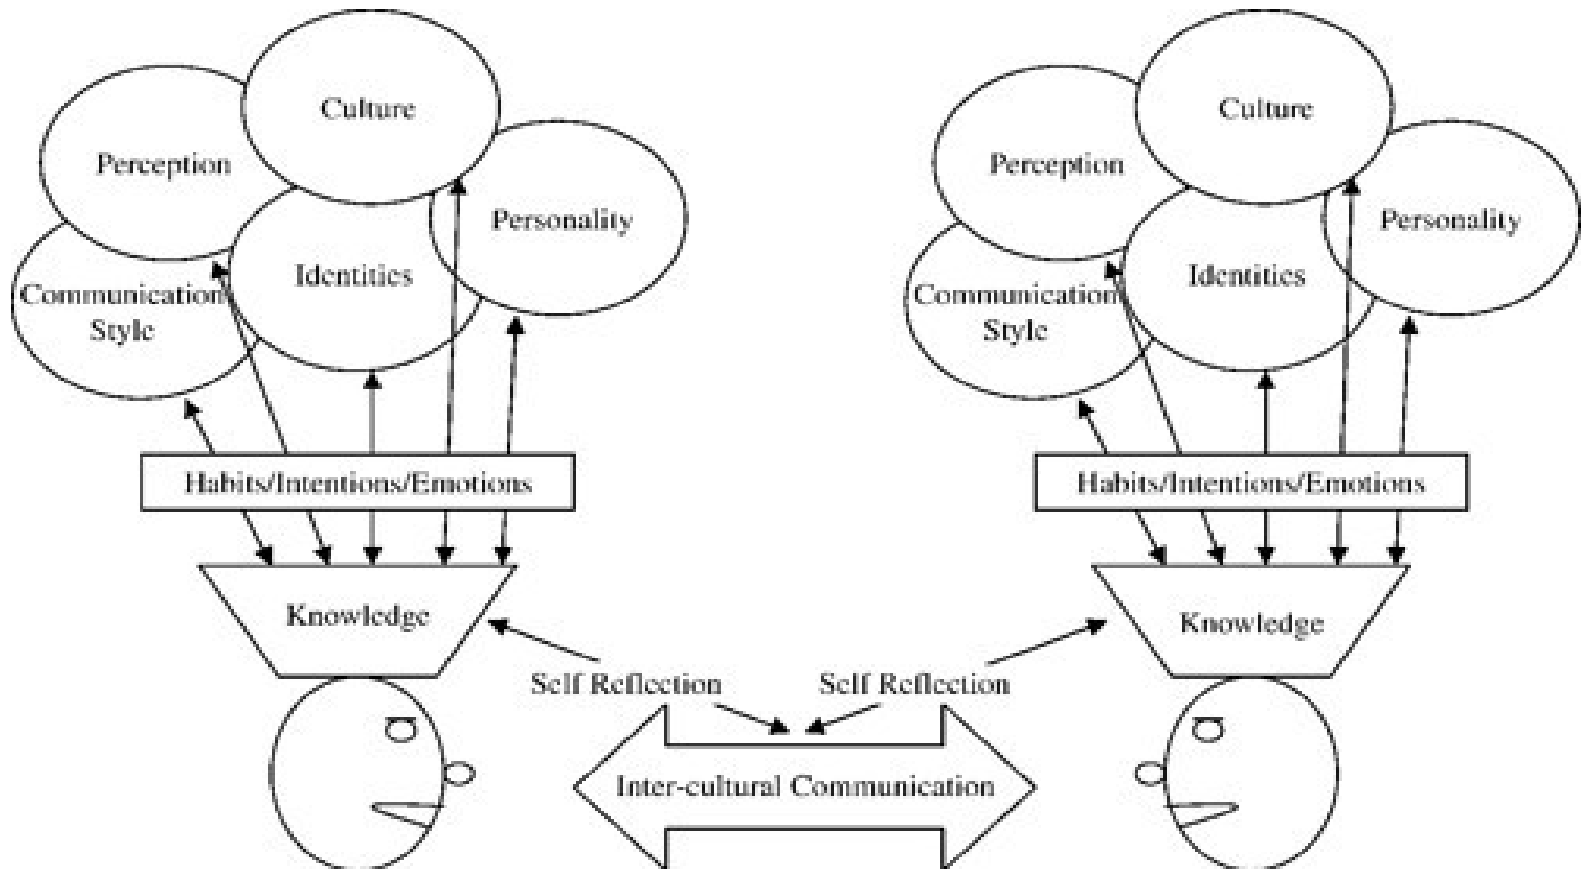 Culture
Perception
Personality
Identities
Communication
Style
Habits/Intentions/Emotions
Knowledge
Culture
Perception
Personality
Identities
Communication
Style
Habits/Intentions/Emotions
Knowledge
Self Reflection
Self Reflection
Inter-cultural Communication